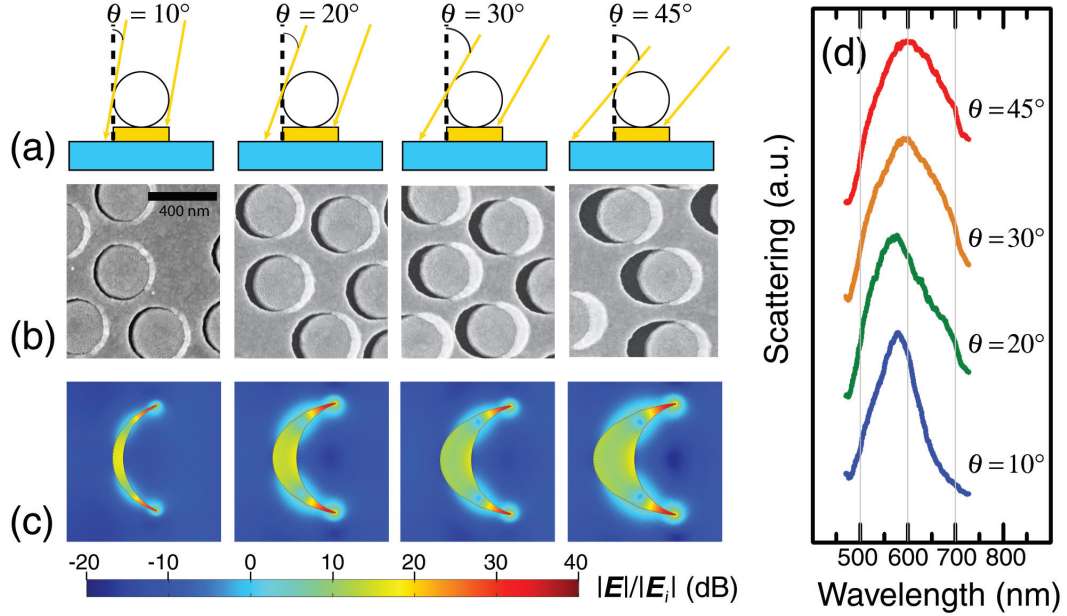 θ = 10°
θ = 20°
θ = 30°
θ = 45°
(a)
400 nm
(b)
(c)
-20 -10 0 10 20 30 40
|E|/|Eᵢ| (dB)
(d)
θ = 45°
θ = 30°
θ = 20°
θ = 10°
Scattering (a.u.)
500 600 700 800
Wavelength (nm)